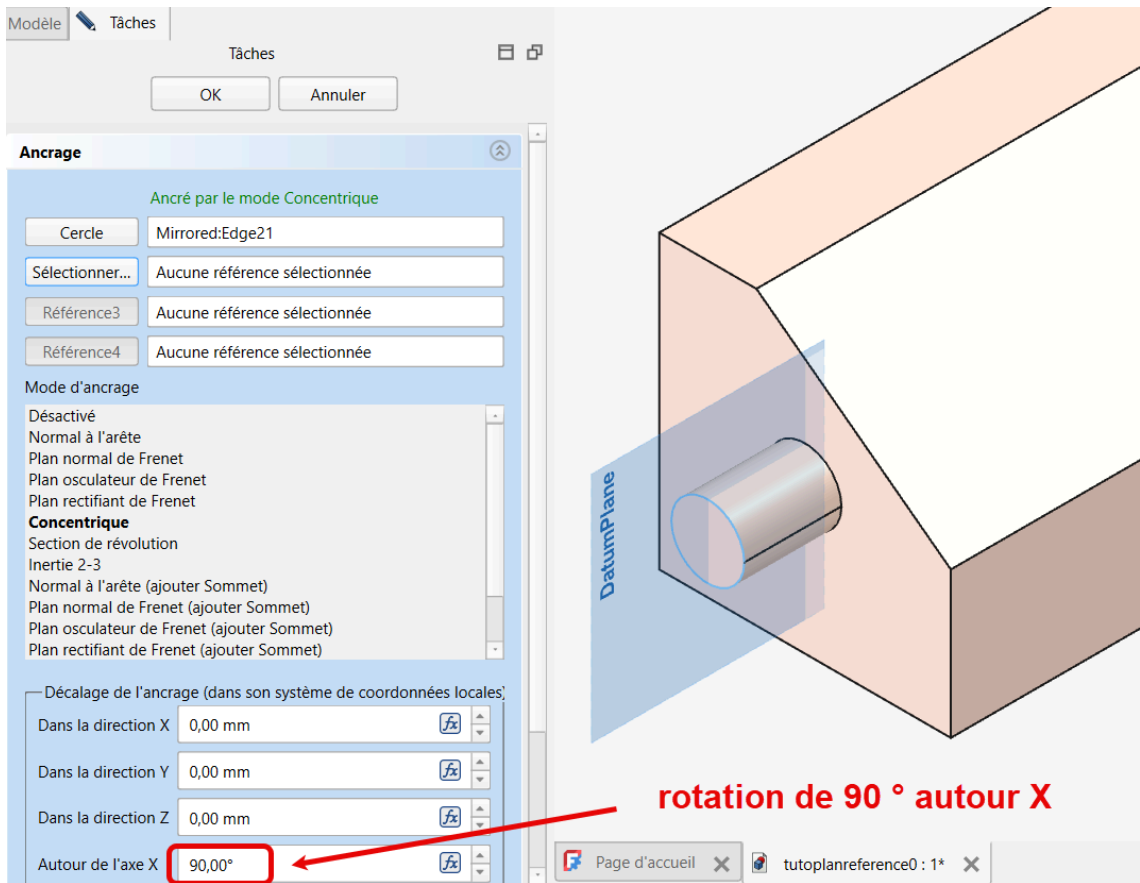 Modèle
Tâches
Tâches
OK
Annuler
Ancrage
Ancré par le mode Concentrique
Cercle
Mirrored:Edge21
Sélectionner...
Aucune référence sélectionnée
Référence3
Aucune référence sélectionnée
Référence4
Aucune référence sélectionnée
Mode d'ancrage
Désactivé
Normal à l'arête
Plan normal de Frenet
Plan osculateur de Frenet
Plan rectifiant de Frenet
Concentrique
Section de révolution
Inertie 2-3
Normal à l'arête (ajouter Sommet)
Plan normal de Frenet (ajouter Sommet)
Plan osculateur de Frenet (ajouter Sommet)
Plan rectifiant de Frenet (ajouter Sommet)
Décalage de l'ancrage (dans son système de coordonnées locales)
Dans la direction X
0,00 mm
fx
Dans la direction Y
0,00 mm
fx
Dans la direction Z
0,00 mm
fx
Autour de l'axe X
90,00°
fx
DatumPlane
rotation de 90 ° autour X
Page d'accueil
tutoplanreference0 : 1*